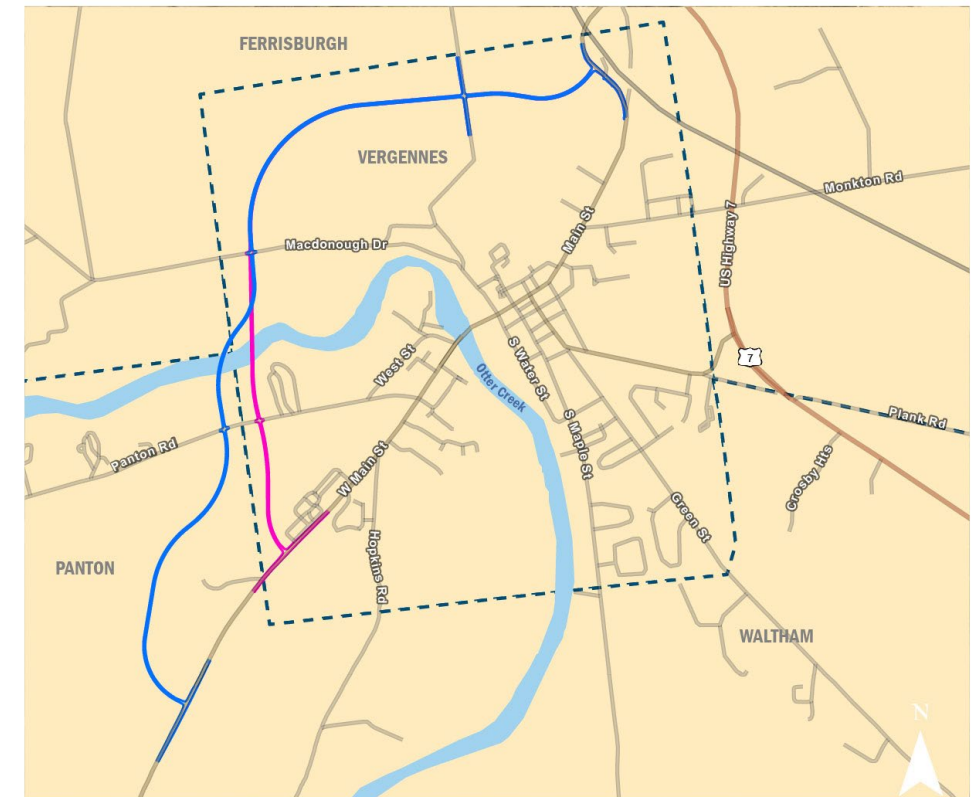 FERRISBURGH
VERGENNES
Monkton Rd
Main St
US Highway 7
Macdonough Dr
7
S Water St
West St
Otter Creek
Plank Rd
S Maple St
Panton Rd
W Main St
Crosby Hts
Green St
Hopkins Rd
PANTON
WALTHAM
N